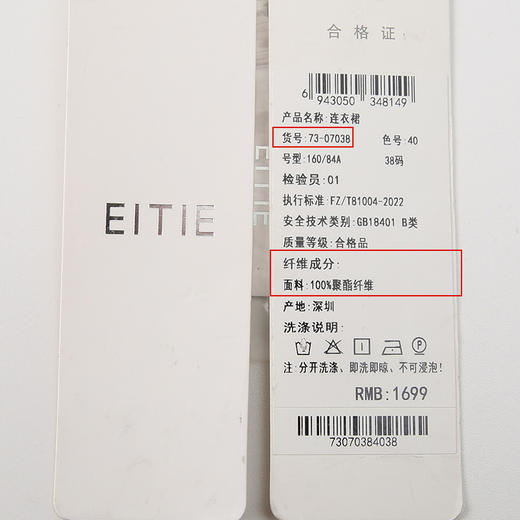 EITIE
EITIE
合格证
6 943050 348149
产品名称:连衣裙
货号:73-07038 色号:40
号型:160/84A 38码
检验员:01
执行标准:FZ/T81004-2022
安全技术类别:GB18401 B类
质量等级:合格品
纤维成分:
面料:100%聚酯纤维
产地:深圳
洗涤说明:
注:分开洗涤、即洗即晾、不可浸泡!
RMB:1699
73070384038